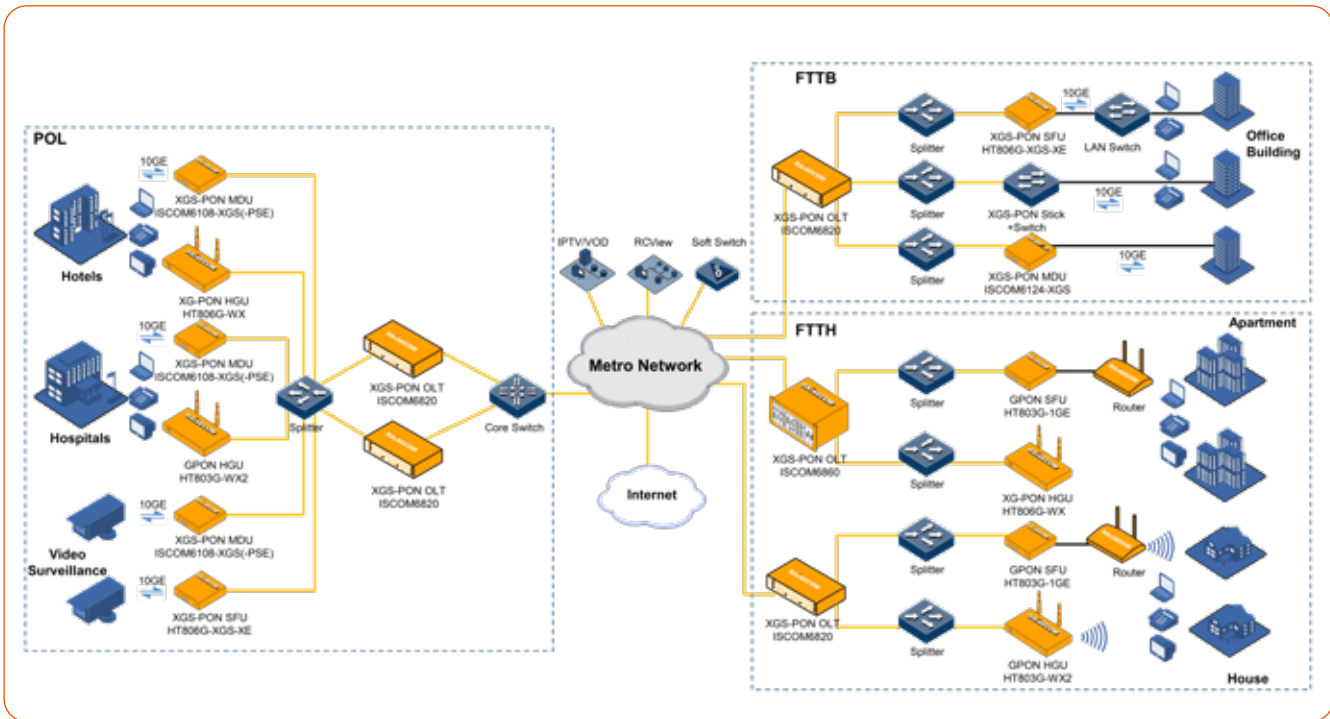 POL
10GE
XGS-PON MDU
ISCOM6108-XGS(-PSE)
Hotels
XG-PON HGU
HT806G-WX
10GE
XGS-PON MDU
ISCOM6108-XGS(-PSE)
Hospitals
GPON HGU
HT803G-WX2
10GE
XGS-PON MDU
ISCOM6108-XGS(-PSE)
Video
Surveillance
10GE
XGS-PON SFU
HT806G-XGS-XE
Splitter
XGS-PON OLT
ISCOM6820
XGS-PON OLT
ISCOM6820
Core Switch
IPTV/VOD
RCView
Soft Switch
Metro Network
Internet
FTTB
XGS-PON OLT
ISCOM6820
Splitter
XGS-PON SFU
HT806G-XGS-XE
10GE
LAN Switch
Office
Building
Splitter
XGS-PON Stick
+Switch
10GE
Splitter
XGS-PON MDU
ISCOM6124-XGS
10GE
FTTH
Apartment
XGS-PON OLT
ISCOM6860
Splitter
GPON SFU
HT803G-1GE
Router
Splitter
XG-PON HGU
HT806G-WX
XGS-PON OLT
ISCOM6820
Splitter
GPON SFU
HT803G-1GE
Router
Splitter
GPON HGU
HT803G-WX2
House